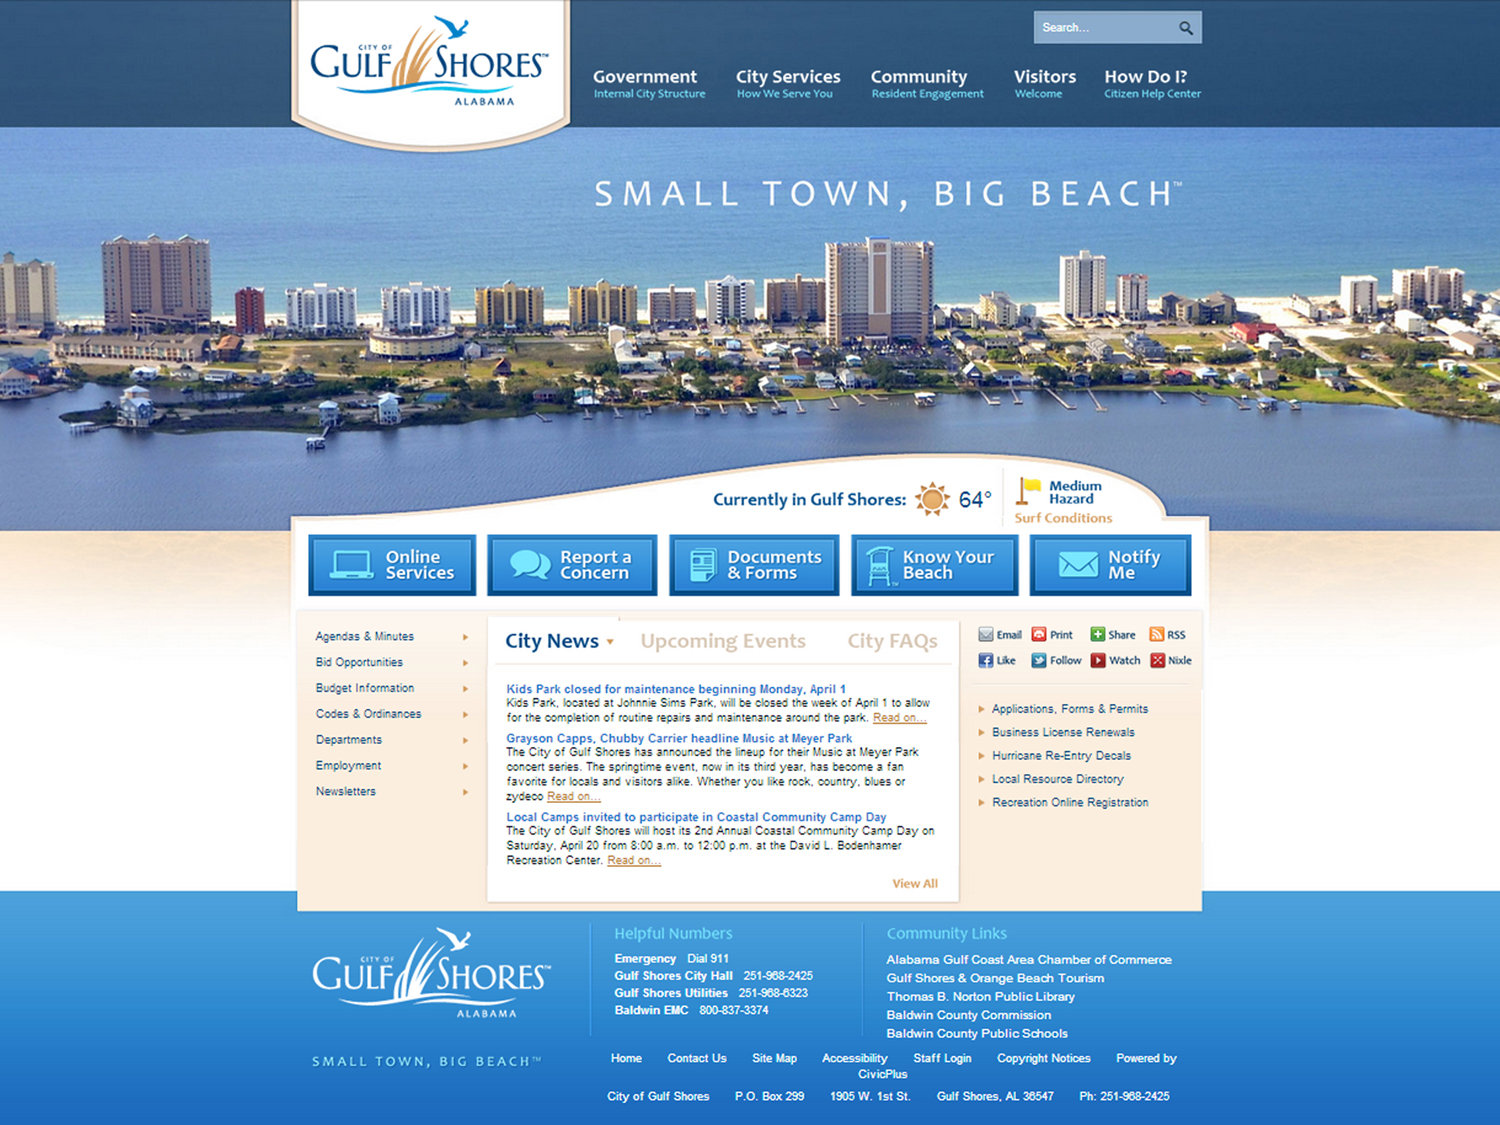 CITY OF
GULF SHORES™
ALABAMA
Search...
Government
Internal City Structure
City Services
How We Serve You
Community
Resident Engagement
Visitors
Welcome
How Do I?
Citizen Help Center
SMALL TOWN, BIG BEACH™
Currently in Gulf Shores: 64°
Medium
Hazard
Surf Conditions
Online
Services
Report a
Concern
Documents
& Forms
Know Your
Beach
Notify
Me
Agendas & Minutes
Bid Opportunities
Budget Information
Codes & Ordinances
Departments
Employment
Newsletters
City News
Upcoming Events
City FAQs
Kids Park closed for maintenance beginning Monday, April 1
Kids Park, located at Johnnie Sims Park, will be closed the week of April 1 to allow
for the completion of routine repairs and maintenance around the park. Read on...
Grayson Capps, Chubby Carrier headline Music at Meyer Park
The City of Gulf Shores has announced the lineup for their Music at Meyer Park
concert series. The springtime event, now in its third year, has become a fan
favorite for locals and visitors alike. Whether you like rock, country, blues or
zydeco Read on...
Local Camps invited to participate in Coastal Community Camp Day
The City of Gulf Shores will host its 2nd Annual Coastal Community Camp Day on
Saturday, April 20 from 8:00 a.m. to 12:00 p.m. at the David L. Bodenhamer
Recreation Center. Read on...
View All
Email Print Share RSS
Like Follow Watch Nixle
Applications, Forms & Permits
Business License Renewals
Hurricane Re-Entry Decals
Local Resource Directory
Recreation Online Registration
CITY OF
GULF SHORES™
ALABAMA
SMALL TOWN, BIG BEACH™
Helpful Numbers
Emergency Dial 911
Gulf Shores City Hall 251-968-2425
Gulf Shores Utilities 251-968-6323
Baldwin EMC 800-837-3374
Community Links
Alabama Gulf Coast Area Chamber of Commerce
Gulf Shores & Orange Beach Tourism
Thomas B. Norton Public Library
Baldwin County Commission
Baldwin County Public Schools
Home Contact Us Site Map Accessibility Staff Login Copyright Notices Powered by
CivicPlus
City of Gulf Shores P.O. Box 299 1905 W. 1st St. Gulf Shores, AL 36547 Ph: 251-968-2425